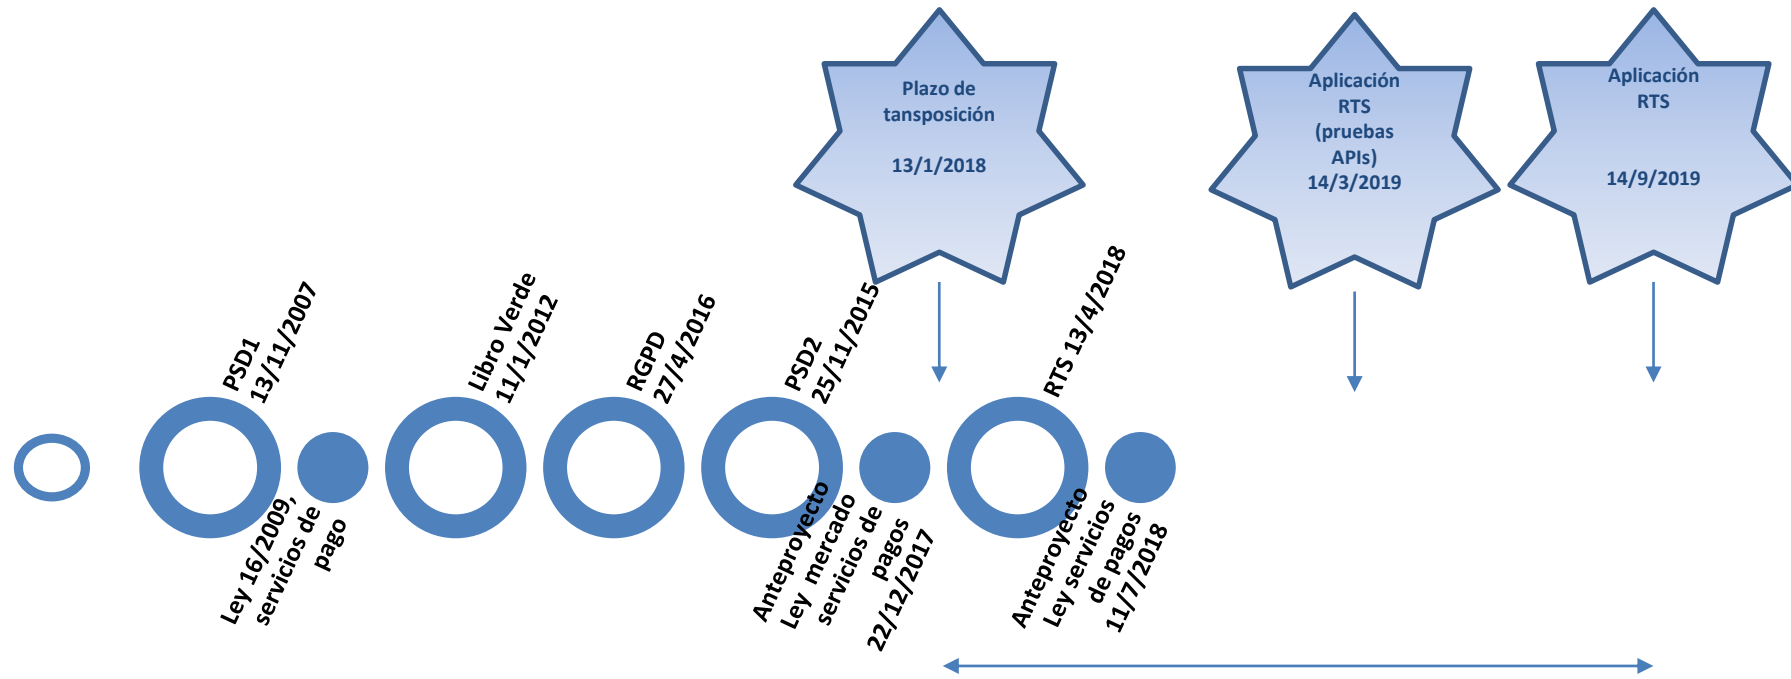 Plazo de
tansposición
13/1/2018
Aplicación
RTS
(pruebas
APIs)
14/3/2019
Aplicación
RTS
14/9/2019
PSD1
13/11/2007
Libro Verde
11/1/2012
RGPD
27/4/2016
PSD2
25/11/2015
RTS 13/4/2018
Ley 16/2009,
servicios de
pago
Anteproyecto
Ley mercado
servicios de
pagos
22/12/2017
Anteproyecto
Ley servicios
de pagos
11/7/2018